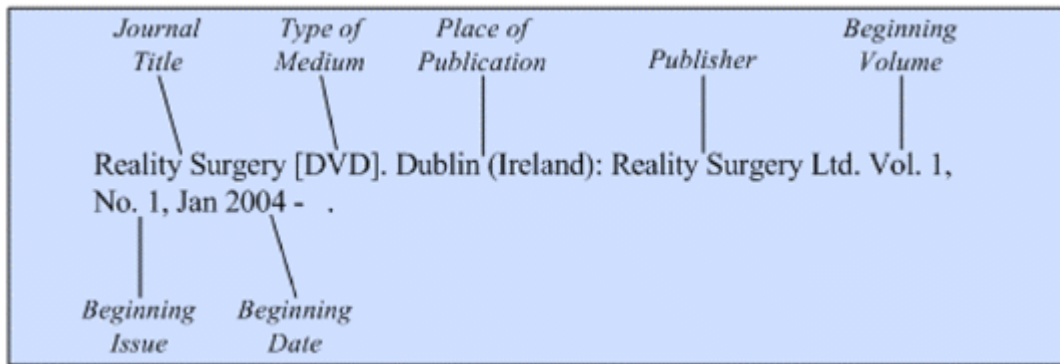 Journal Title
Type of Medium
Place of Publication
Publisher
Beginning Volume
Reality Surgery [DVD]. Dublin (Ireland): Reality Surgery Ltd. Vol. 1,
No. 1, Jan 2004 -   .
Beginning Issue
Beginning Date